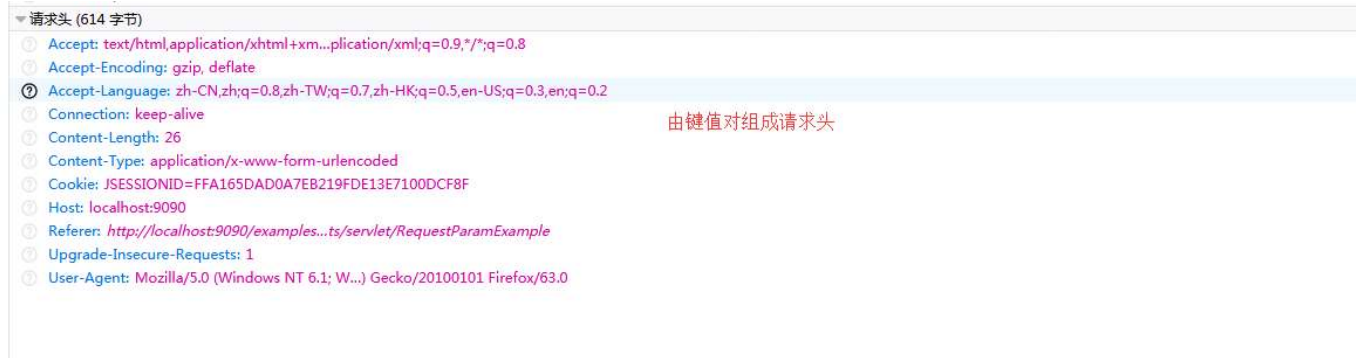 请求头 (614 字节)
Accept: text/html,application/xhtml+xm...plication/xml;q=0.9,*/*;q=0.8
Accept-Encoding: gzip, deflate
Accept-Language: zh-CN,zh;q=0.8,zh-TW;q=0.7,zh-HK;q=0.5,en-US;q=0.3,en;q=0.2
Connection: keep-alive
由键值对组成请求头
Content-Length: 26
Content-Type: application/x-www-form-urlencoded
Cookie: JSESSIONID=FFA165DAD0A7EB219FDE13E7100DCF8F
Host: localhost:9090
Referer: http://localhost:9090/examples...ts/servlet/RequestParamExample
Upgrade-Insecure-Requests: 1
User-Agent: Mozilla/5.0 (Windows NT 6.1; W...) Gecko/20100101 Firefox/63.0